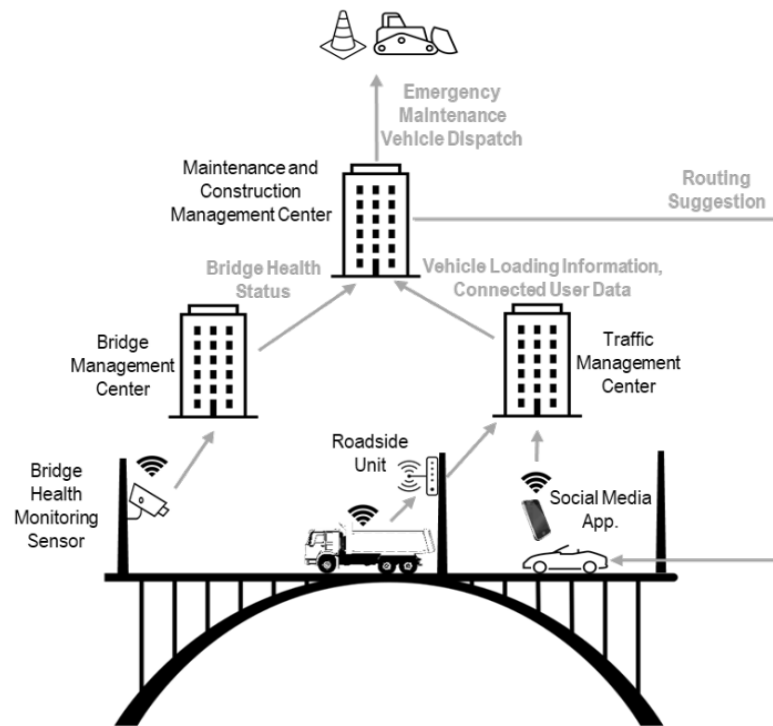 Emergency
Maintenance
Vehicle Dispatch
Maintenance and
Construction
Management Center
Routing
Suggestion
Bridge Health
Status
Vehicle Loading Information,
Connected User Data
Bridge
Management
Center
Traffic
Management
Center
Roadside
Unit
Bridge
Health
Monitoring
Sensor
Social Media
App.